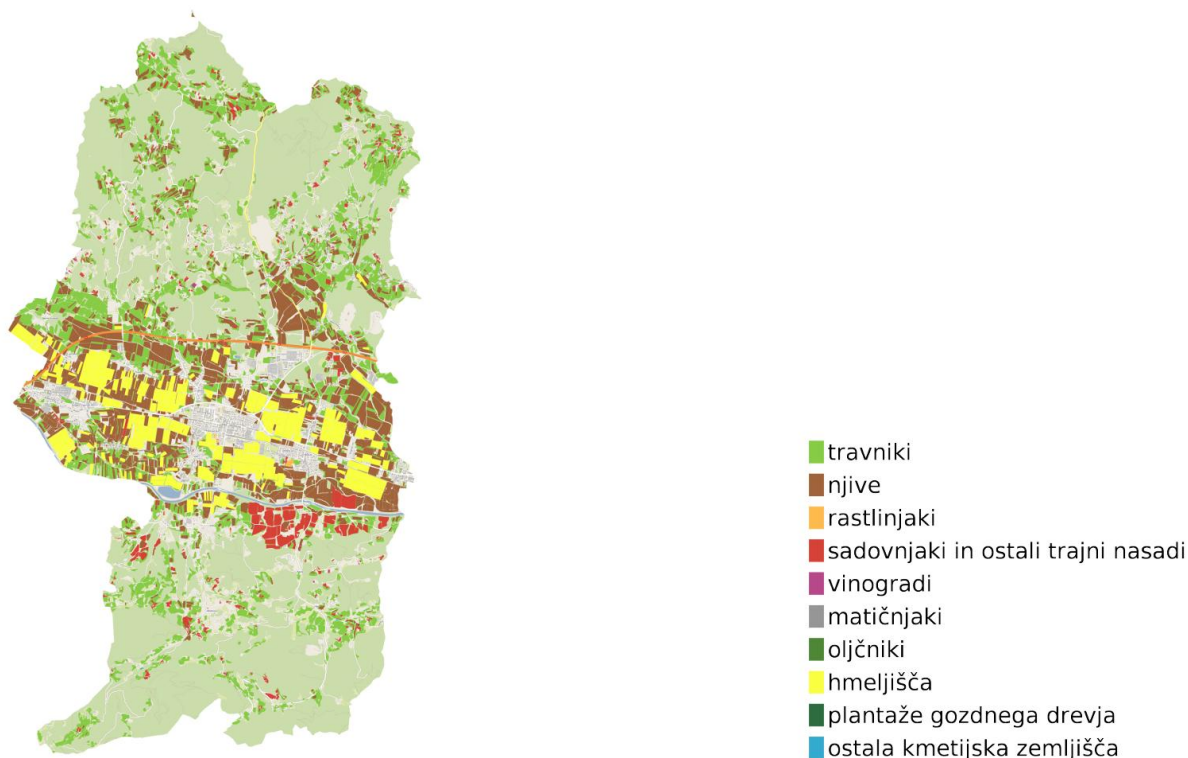 travniki
njive
rastlinjaki
sadovnjaki in ostali trajni nasadi
vinogradi
matičnjaki
oljčniki
hmeljišča
plantaže gozdnega drevja
ostala kmetijska zemljišča